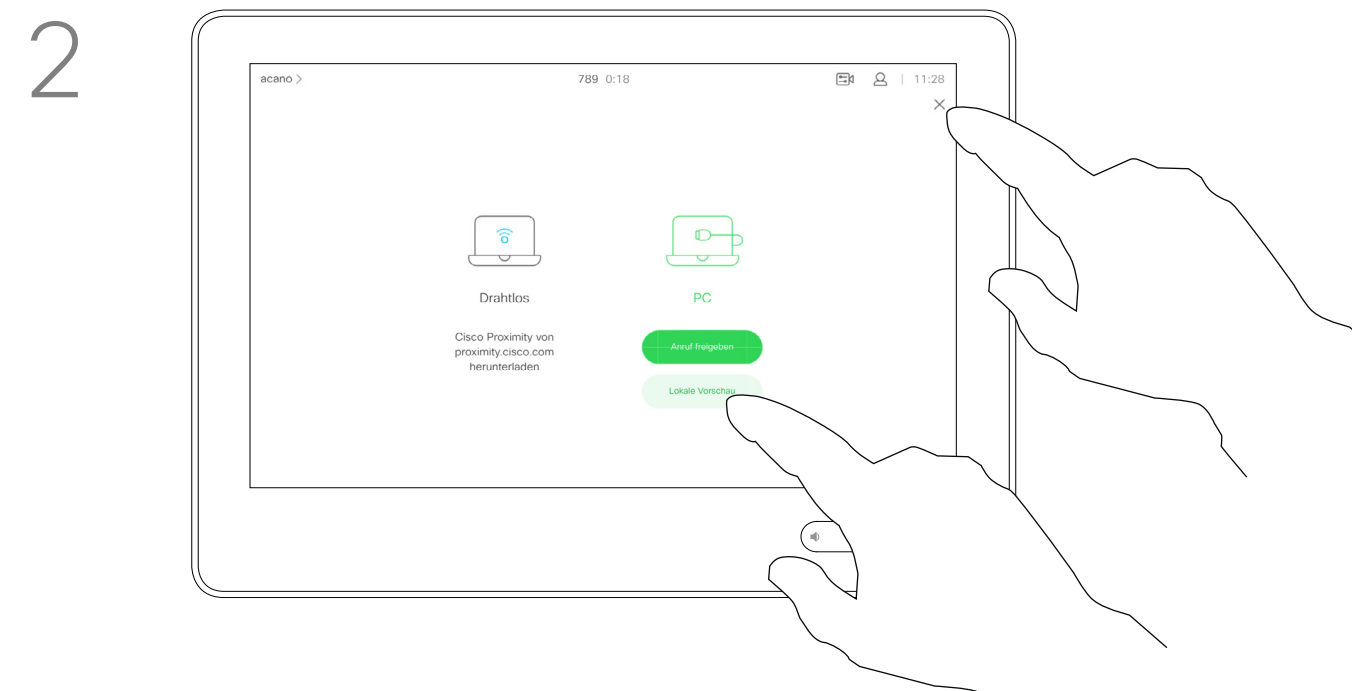 2
acano >
789 0:18
11:28
Drahtlos
PC
Cisco Proximity von
proximity.cisco.com
herunterladen
Anruf freigeben
Lokale Vorschau